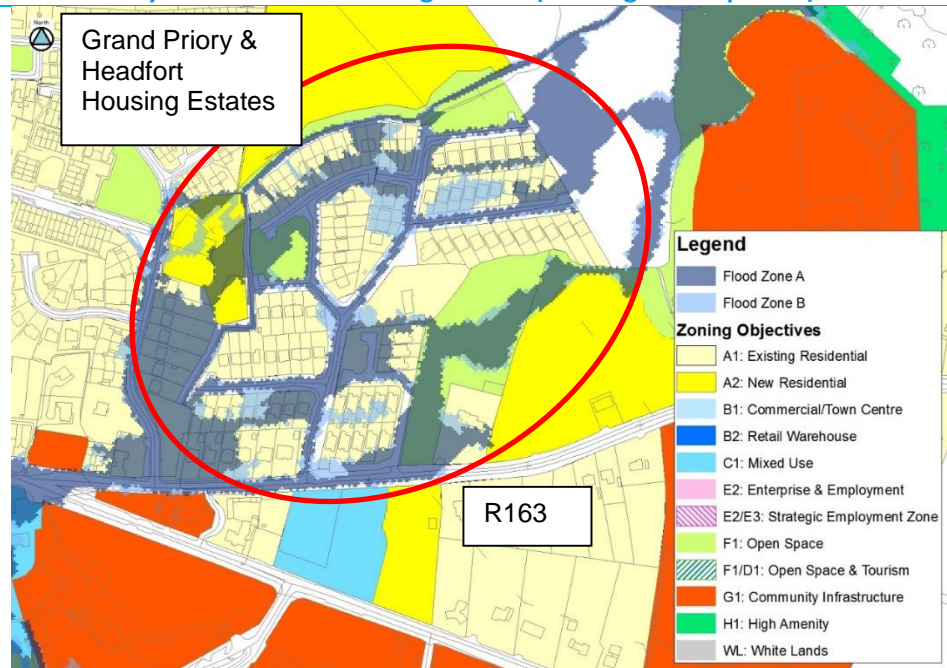 North
Grand Priory &
Headfort
Housing Estates
R163
Legend
Flood Zone A
Flood Zone B
Zoning Objectives
A1: Existing Residential
A2: New Residential
B1: Commercial/Town Centre
B2: Retail Warehouse
C1: Mixed Use
E2: Enterprise & Employment
E2/E3: Strategic Employment Zone
F1: Open Space
F1/D1: Open Space & Tourism
G1: Community Infrastructure
H1: High Amenity
WL: White Lands